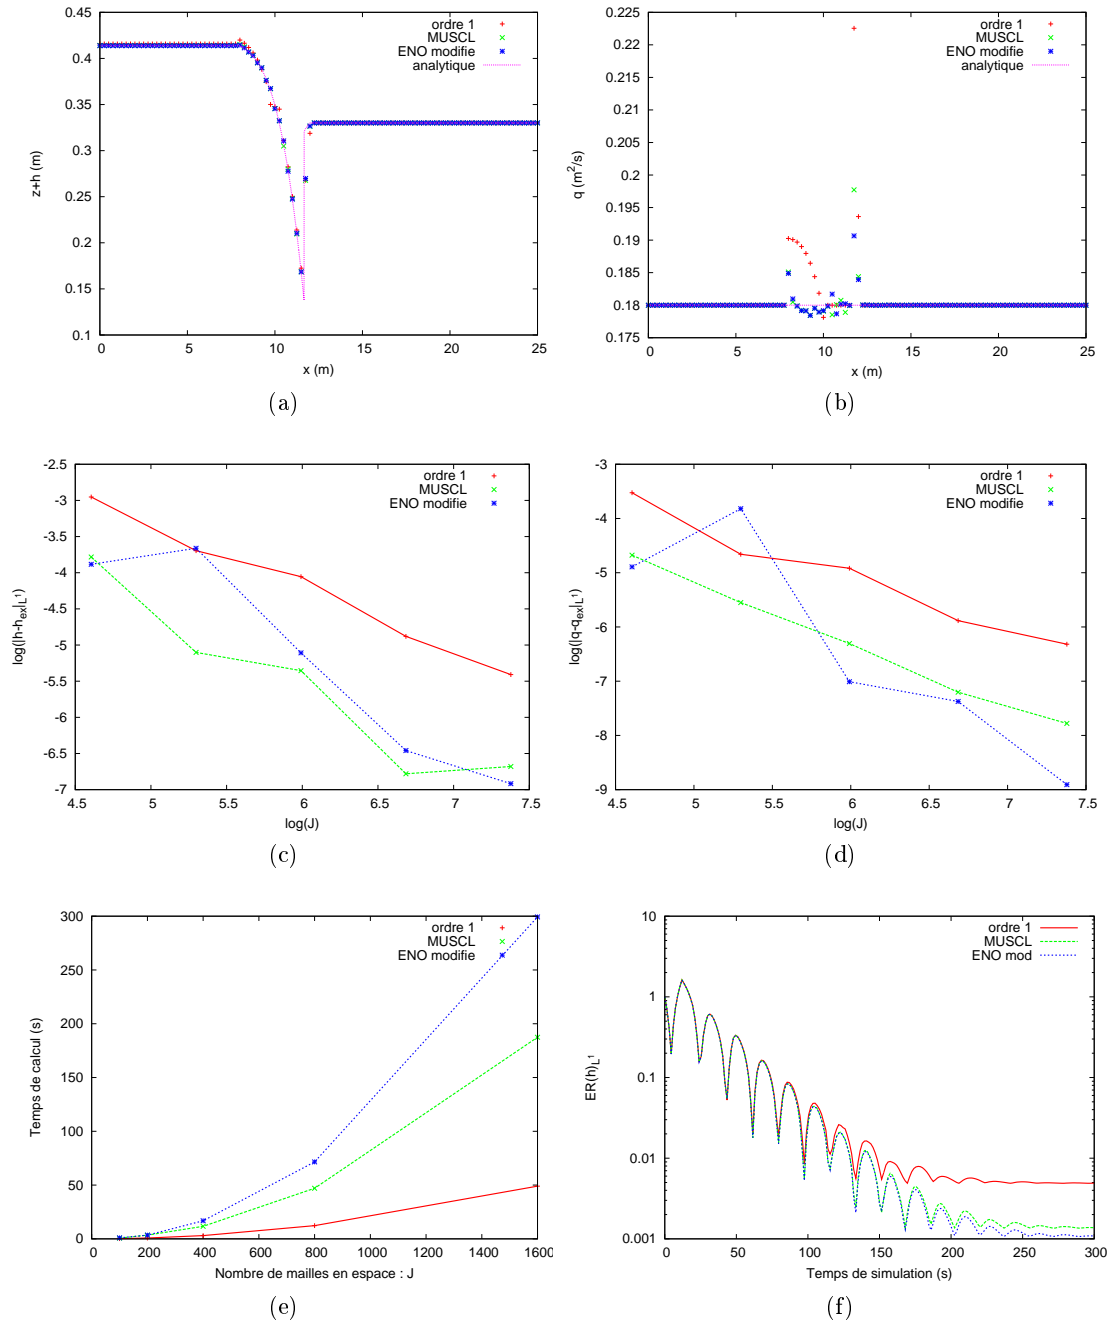 ordre 1
MUSCL
ENO modifie
analytique
0.4
0.35
0.3
0.25
0.2
0.15
0.1
z+h (m)
0 5 10 15 20 25
x (m)
(a)
0.225
0.22
0.215
0.21
0.205
0.2
0.195
0.19
0.185
0.18
0.175
q (m²/s)
ordre 1
MUSCL
ENO modifie
analytique
0 5 10 15 20 25
x (m)
(b)
-2.5
-3
-3.5
-4
-4.5
-5
-5.5
-6
-6.5
-7
log(|h-h_ex|_L¹)
ordre 1
MUSCL
ENO modifie
4.5 5 5.5 6 6.5 7 7.5
log(J)
(c)
-3
-4
-5
-6
-7
-8
-9
log(|q-q_ex|_L¹)
ordre 1
MUSCL
ENO modifie
4.5 5 5.5 6 6.5 7 7.5
log(J)
(d)
300
250
200
150
100
50
0
Temps de calcul (s)
ordre 1
MUSCL
ENO modifie
0 200 400 600 800 1000 1200 1400 1600
Nombre de mailles en espace : J
(e)
10
1
0.1
0.01
0.001
ER(h)_L¹
ordre 1
MUSCL
ENO mod
0 50 100 150 200 250 300
Temps de simulation (s)
(f)